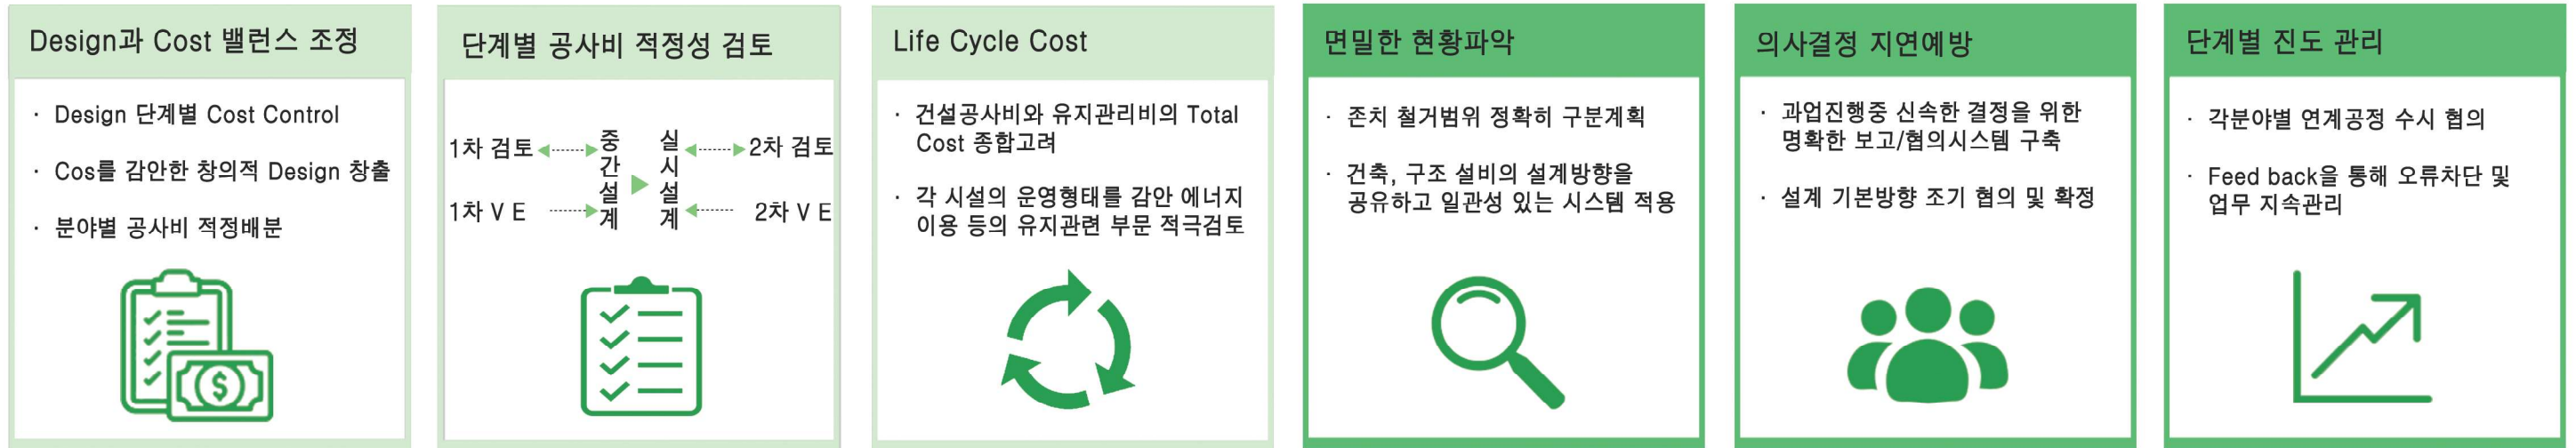 Design과 Cost 밸런스 조정
· Design 단계별 Cost Control
· Cos를 감안한 창의적 Design 창출
· 분야별 공사비 적정배분
단계별 공사비 적정성 검토
1차 검토
1차 V E
중간설계
실시설계
2차 검토
2차 V E
Life Cycle Cost
· 건설공사비와 유지관리비의 Total
Cost 종합고려
· 각 시설의 운영형태를 감안 에너지
이용 등의 유지관련 부문 적극검토
면밀한 현황파악
· 존치 철거범위 정확히 구분계획
· 건축, 구조 설비의 설계방향을
공유하고 일관성 있는 시스템 적용
의사결정 지연예방
· 과업진행중 신속한 결정을 위한
명확한 보고/협의시스템 구축
· 설계 기본방향 조기 협의 및 확정
단계별 진도 관리
· 각분야별 연계공정 수시 협의
· Feed back을 통해 오류차단 및
업무 지속관리